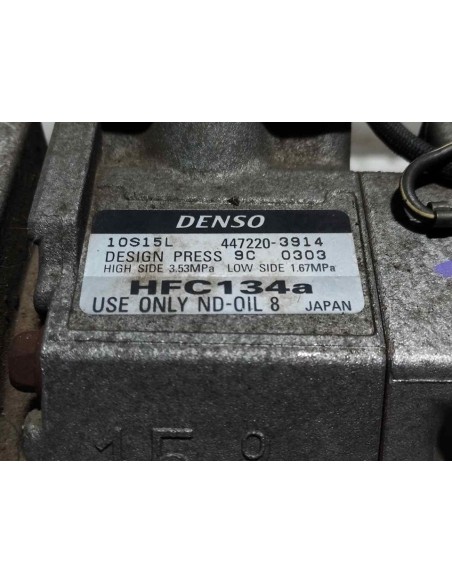 DENSO
10S15L 447220-3914
DESIGN PRESS 9C 0303
HIGH SIDE 3.53MPa LOW SIDE 1.67MPa
HFC134a
USE ONLY ND-OIL 8 JAPAN